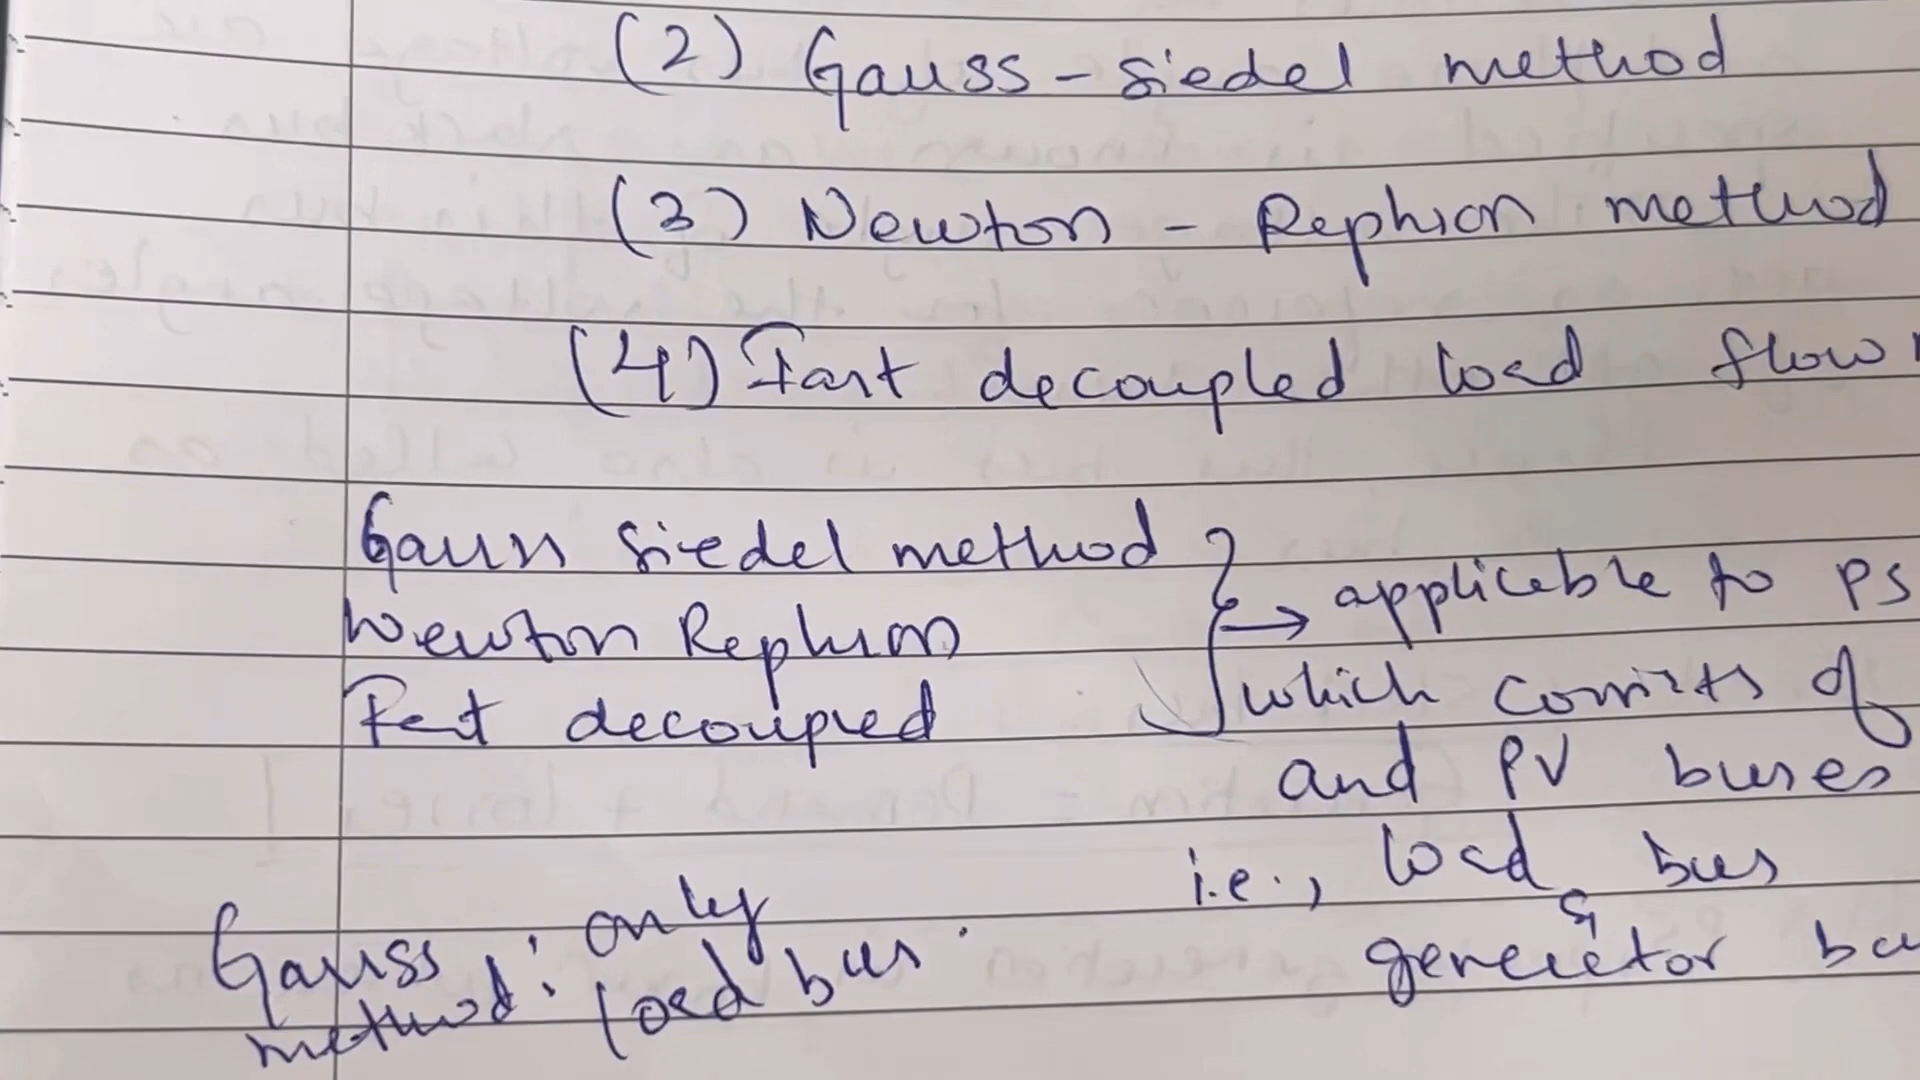 (2) Gauss - Siedel method
(3) Newton - Rephson method
(4) Fast decoupled load flow
Gauss Siedel method
Newton Rephson
Fast decoupled
→ applicable to PS
which consists of
and PV buses
i.e., load bus
&
generator bu
Gauss method : only load bus.